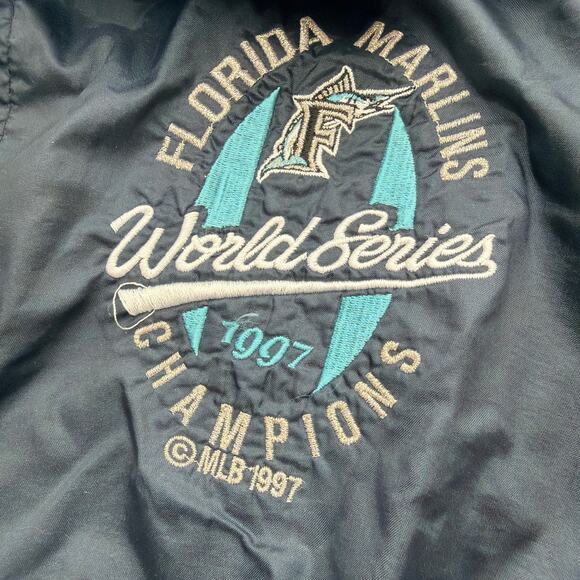 FLORIDA MARLINS
F
World Series
1997
CHAMPIONS
© MLB 1997